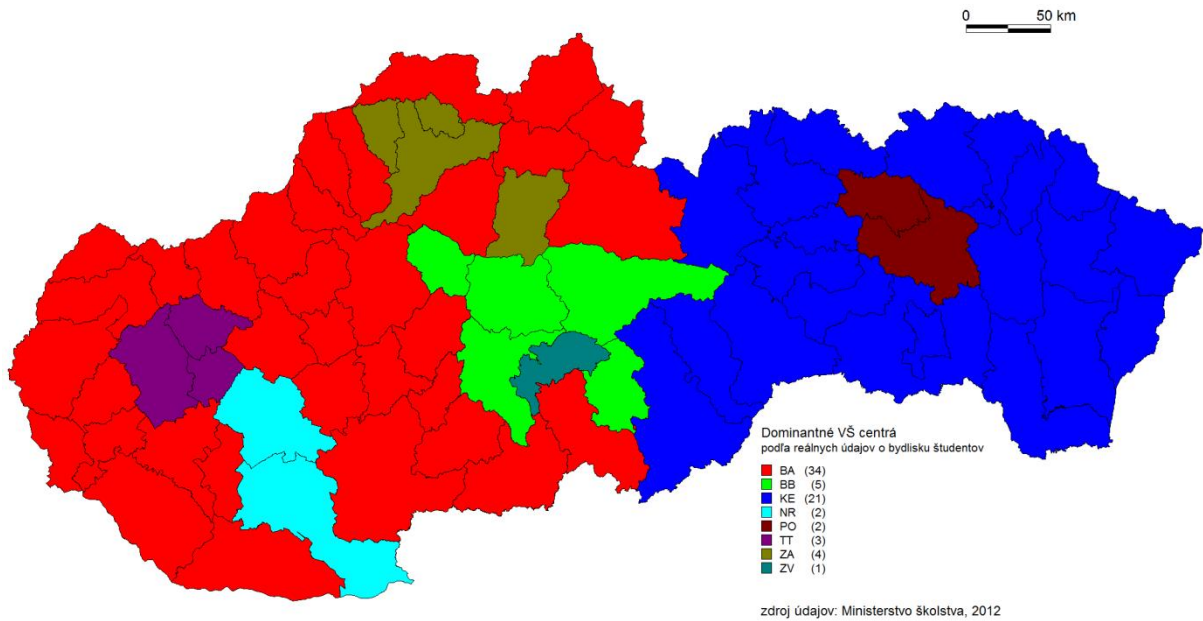 0 50 km
Dominantné VŠ centrá
podľa reálnych údajov o bydlisku študentov
BA (34)
BB (5)
KE (21)
NR (2)
PO (2)
TT (3)
ZA (4)
ZV (1)
zdroj údajov: Ministerstvo školstva, 2012